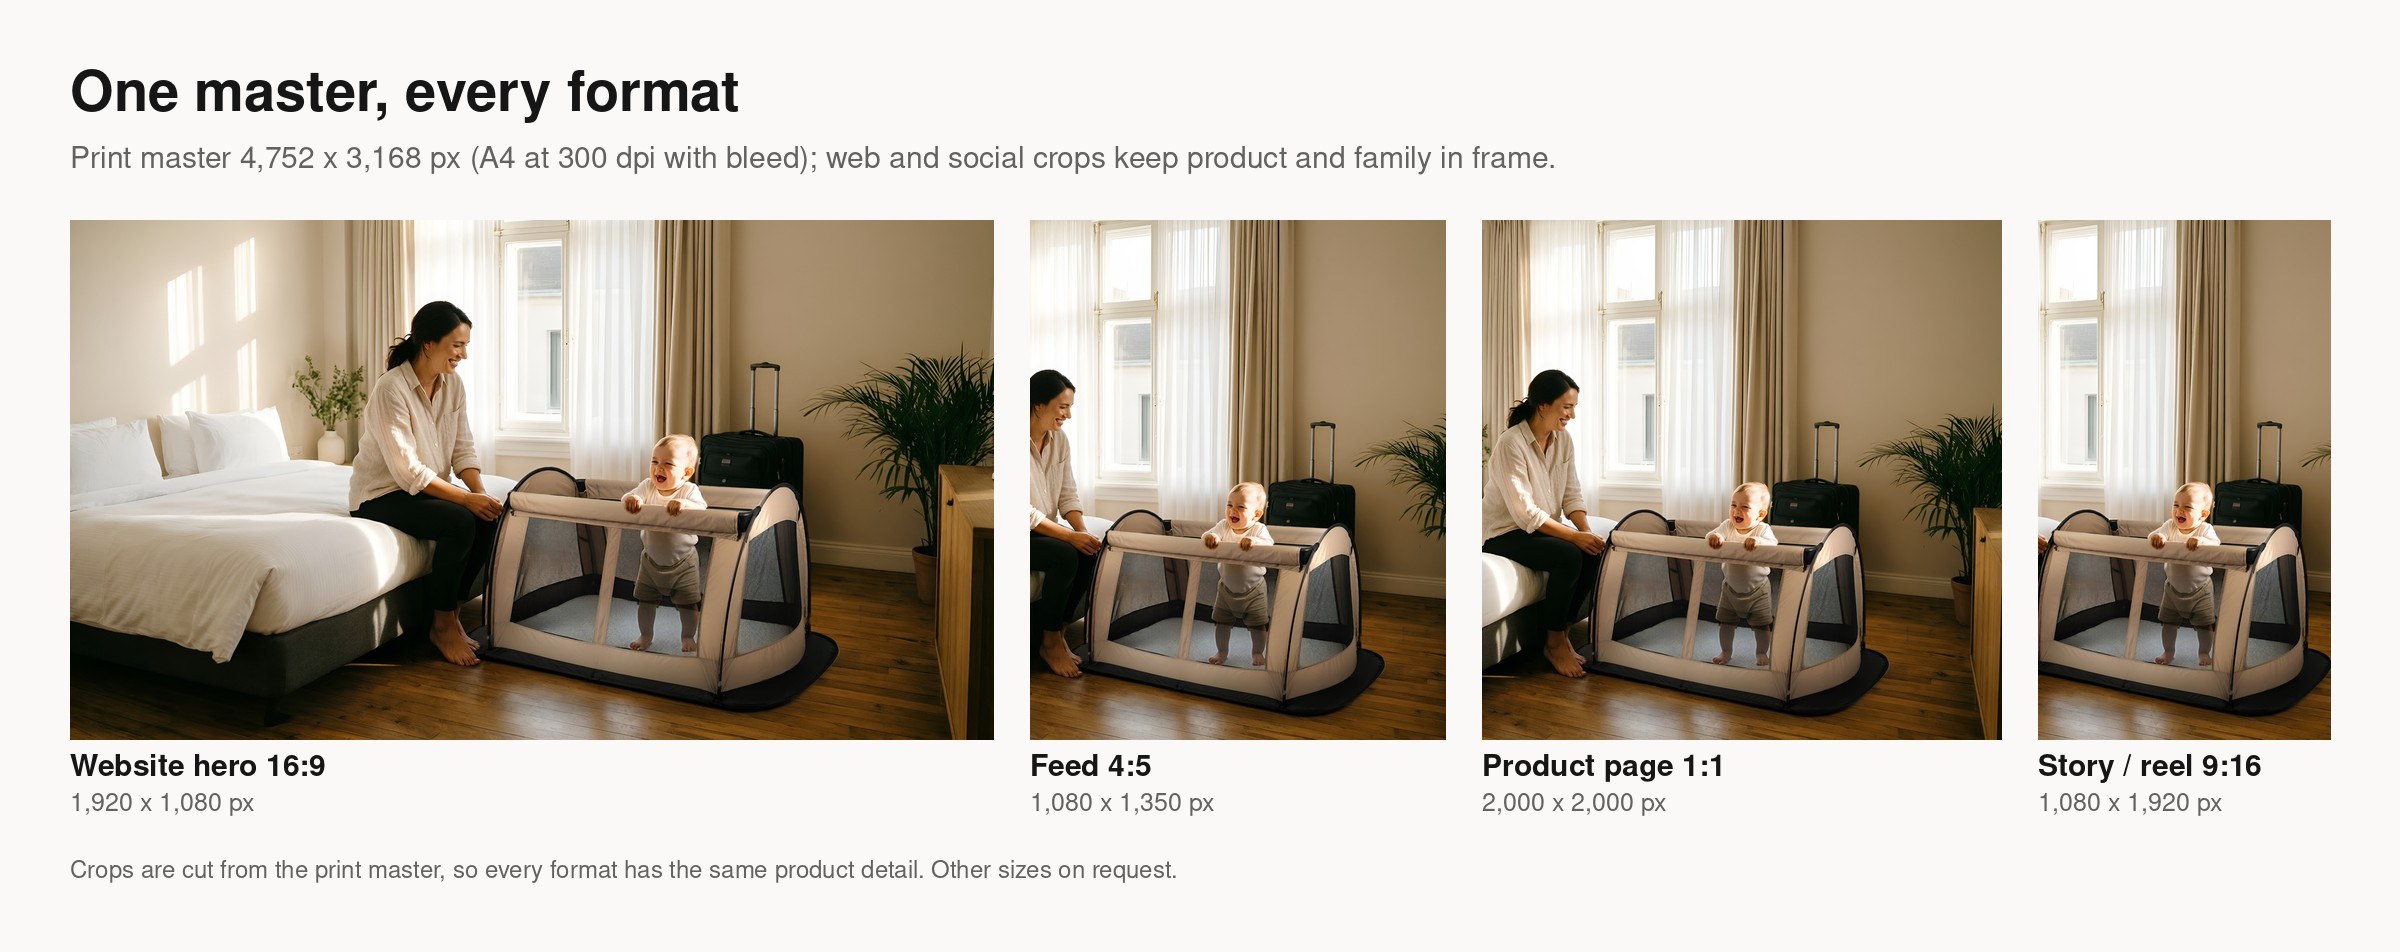 One master, every format
Print master 4,752 x 3,168 px (A4 at 300 dpi with bleed); web and social crops keep product and family in frame.
Website hero 16:9
1,920 x 1,080 px
Feed 4:5
1,080 x 1,350 px
Product page 1:1
2,000 x 2,000 px
Story / reel 9:16
1,080 x 1,920 px
Crops are cut from the print master, so every format has the same product detail. Other sizes on request.